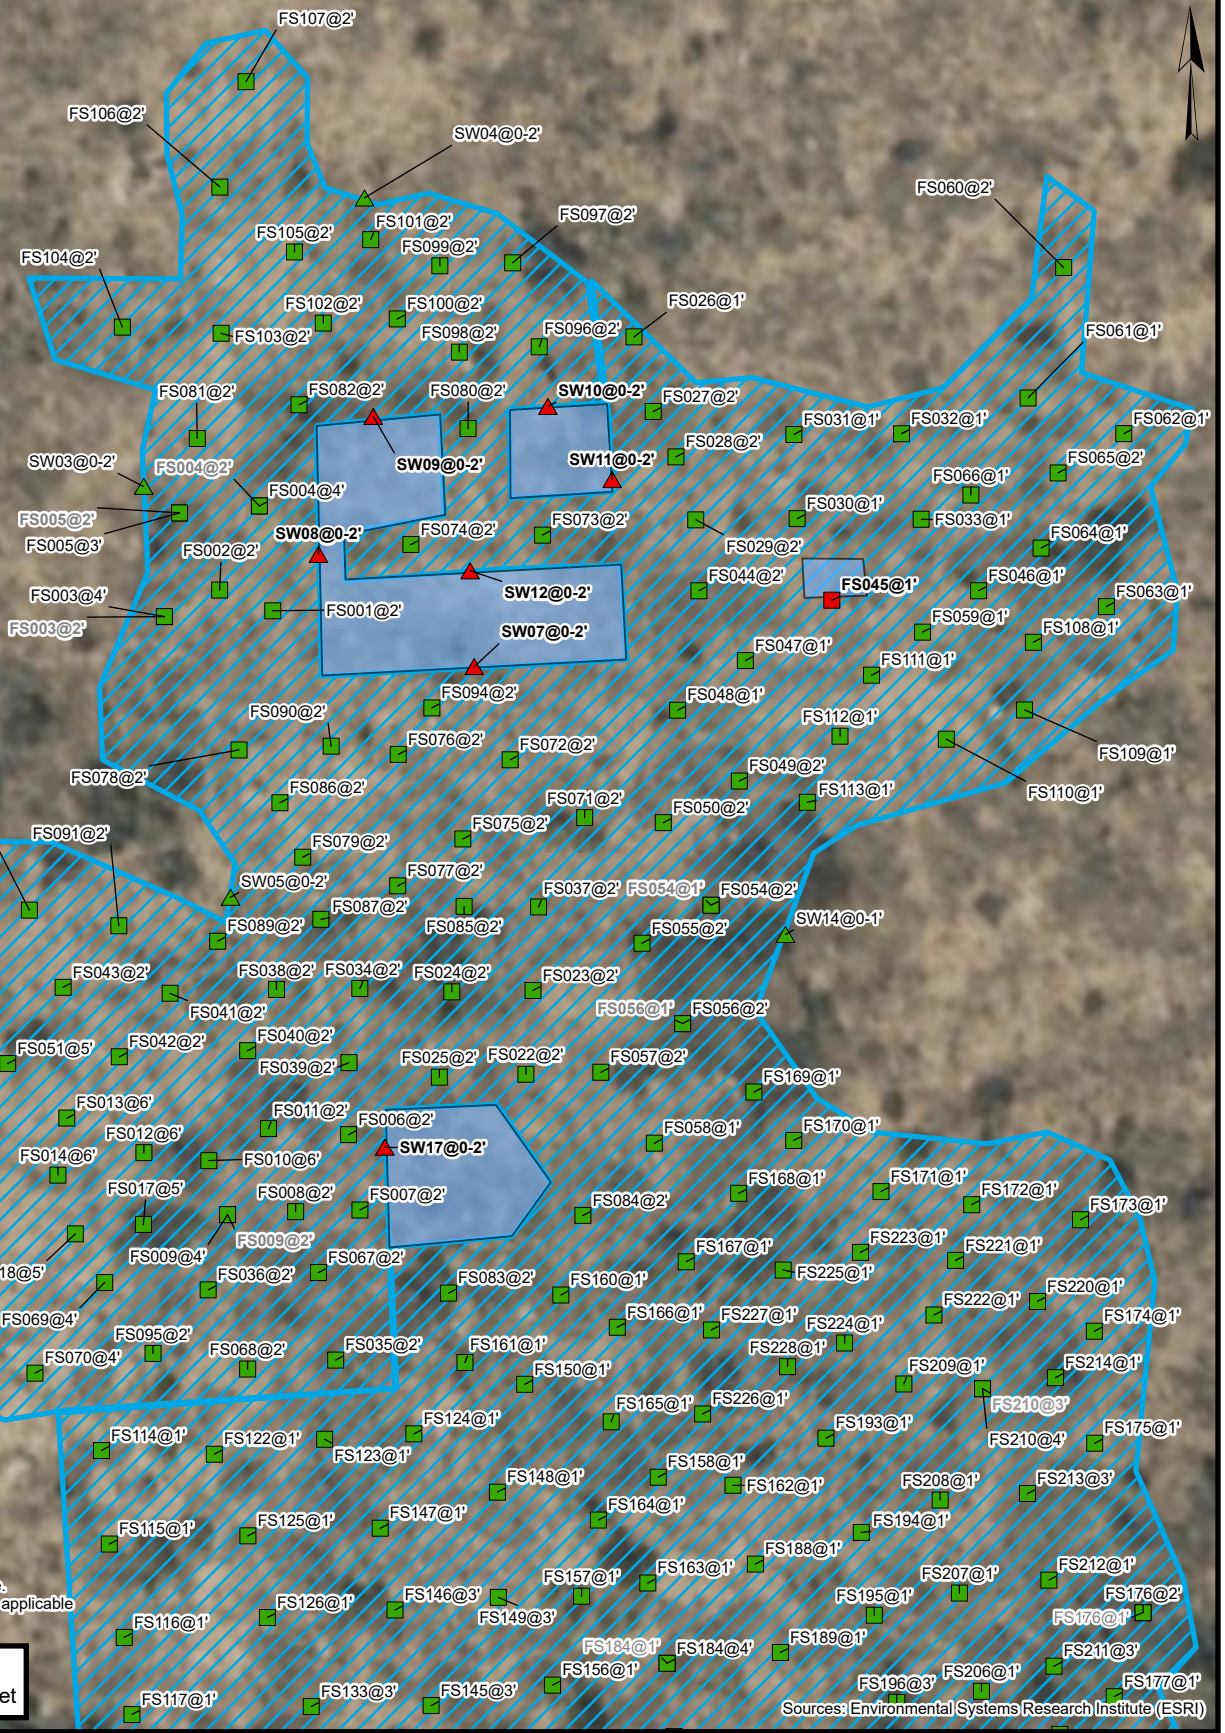 FS107@2'
FS106@2'
SW04@0-2'
FS060@2'
FS097@2'
FS101@2'
FS105@2'
FS099@2'
FS104@2'
FS102@2'
FS100@2'
FS026@1'
FS103@2'
FS098@2'
FS096@2'
FS061@1'
FS081@2'
FS082@2'
FS080@2'
SW10@0-2'
FS027@2'
FS031@1'
FS032@1'
FS062@1'
FS028@2'
SW03@0-2'
FS004@2'
SW09@0-2'
SW11@0-2'
FS065@2'
FS066@1'
FS004@4'
FS030@1'
FS005@2'
FS033@1'
FS073@2'
FS074@2'
SW08@0-2'
FS064@1'
FS005@3'
FS002@2'
FS029@2'
FS044@2'
FS045@1'
FS046@1'
FS003@4'
SW12@0-2'
FS063@1'
FS001@2'
FS059@1'
FS003@2'
SW07@0-2'
FS108@1'
FS047@1'
FS111@1'
FS094@2'
FS048@1'
FS090@2'
FS112@1'
FS076@2'
FS072@2'
FS109@1'
FS078@2'
FS049@2'
FS086@2'
FS113@1'
FS110@1'
FS071@2'
FS050@2'
FS091@2'
FS075@2'
FS079@2'
FS077@2'
SW05@0-2'
FS037@2'
FS054@1'
FS054@2'
FS087@2'
FS085@2'
SW14@0-1'
FS089@2'
FS055@2'
FS043@2'
FS038@2'
FS034@2'
FS024@2'
FS023@2'
FS041@2'
FS056@1'
FS056@2'
FS051@5'
FS042@2'
FS040@2'
FS039@2'
FS025@2'
FS022@2'
FS057@2'
FS169@1'
FS013@6'
FS011@2'
FS006@2'
FS012@6'
FS058@1'
FS170@1'
SW17@0-2'
FS014@6'
FS010@6'
FS017@5'
FS008@2'
FS007@2'
FS168@1'
FS171@1'
FS172@1'
FS084@2'
FS173@1'
FS009@4'
FS009@2'
18@5'
FS067@2'
FS167@1'
FS223@1'
FS221@1'
FS225@1'
FS036@2'
FS083@2'
FS160@1'
FS220@1'
FS069@4'
FS166@1'
FS227@1'
FS222@1'
FS174@1'
FS095@2'
FS068@2'
FS035@2'
FS161@1'
FS228@1'
FS224@1'
FS070@4'
FS150@1'
FS209@1'
FS214@1'
FS165@1'
FS226@1'
FS210@3'
FS114@1'
FS122@1'
FS124@1'
FS193@1'
FS210@4'
FS175@1'
FS123@1'
FS158@1'
FS148@1'
FS162@1'
FS208@1'
FS213@3'
FS115@1'
FS125@1'
FS147@1'
FS164@1'
FS194@1'
FS188@1'
FS163@1'
FS207@1'
FS212@1'
FS157@1'
applicable
FS116@1'
FS126@1'
FS146@3'
FS149@3'
FS195@1'
FS176@2'
FS176@1'
FS184@1'
FS184@4'
FS189@1'
FS211@3'
FS156@1'
FS196@3'
FS206@1'
FS177@1'
et
FS117@1'
FS133@3'
FS145@3'
Sources: Environmental Systems Research Institute (ESRI)